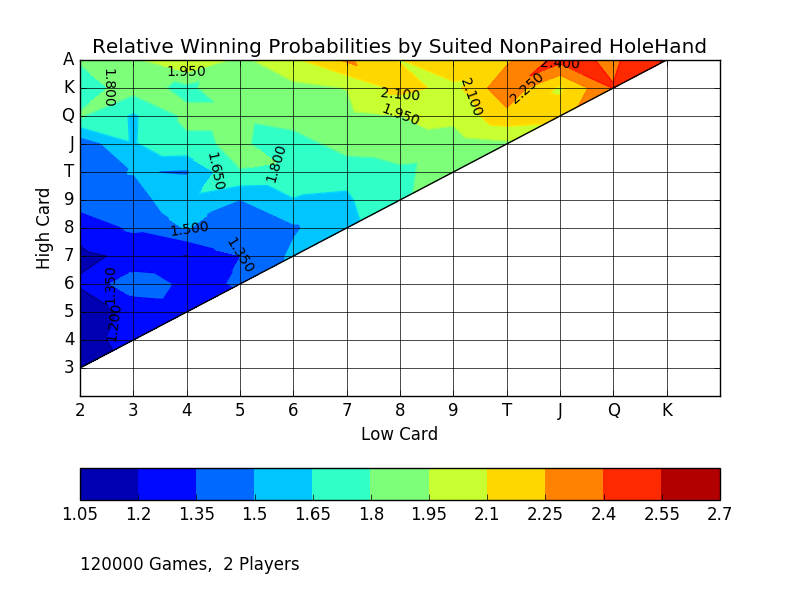 Relative Winning Probabilities by Suited NonPaired HoleHand
A
K
Q
J
T
9
8
7
6
5
4
3
High Card
1.800
1.950
2.400
2.100
1.950
2.100
2.250
1.650
1.800
1.500
1.350
1.350
1.200
2 3 4 5 6 7 8 9 T J Q K
Low Card
1.05 1.2 1.35 1.5 1.65 1.8 1.95 2.1 2.25 2.4 2.55 2.7
120000 Games, 2 Players